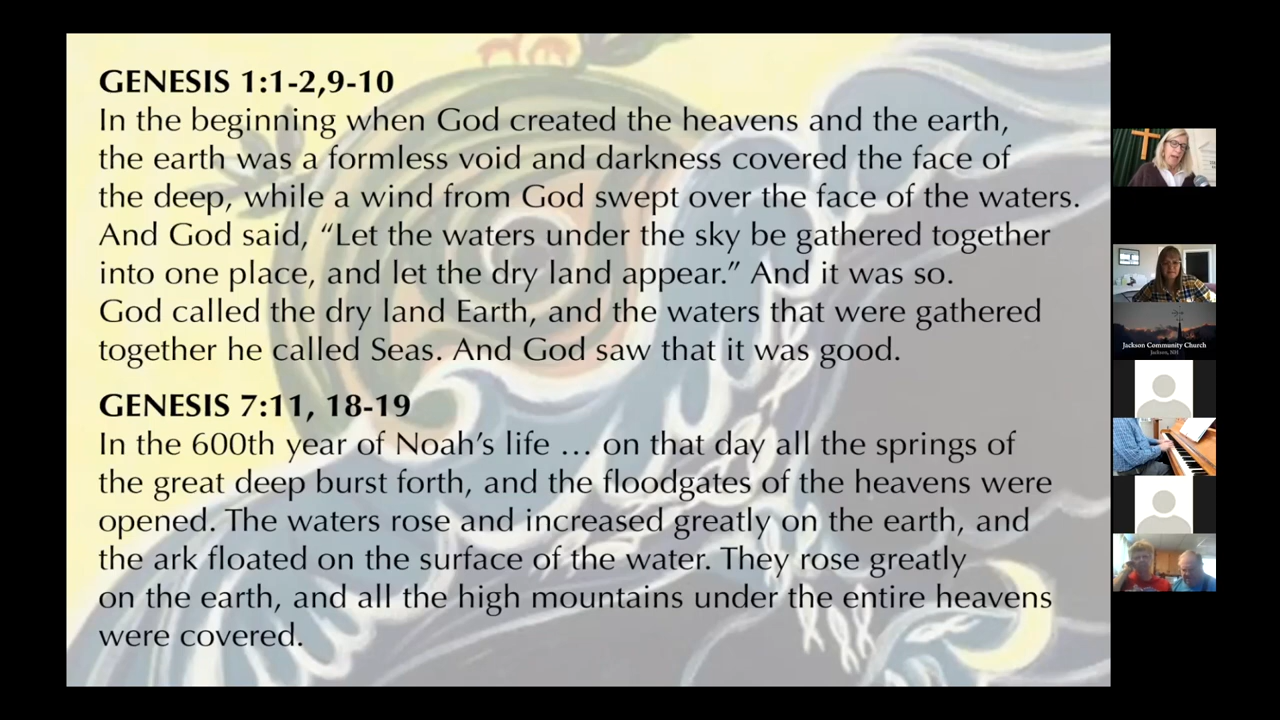 GENESIS 1:1-2,9-10
In the beginning when God created the heavens and the earth,
the earth was a formless void and darkness covered the face of
the deep, while a wind from God swept over the face of the waters.
And God said, “Let the waters under the sky be gathered together
into one place, and let the dry land appear.” And it was so.
God called the dry land Earth, and the waters that were gathered
together he called Seas. And God saw that it was good.
GENESIS 7:11, 18-19
In the 600th year of Noah’s life … on that day all the springs of
the great deep burst forth, and the floodgates of the heavens were
opened. The waters rose and increased greatly on the earth, and
the ark floated on the surface of the water. They rose greatly
on the earth, and all the high mountains under the entire heavens
were covered.
Jackson Community Church
Jackson, NH